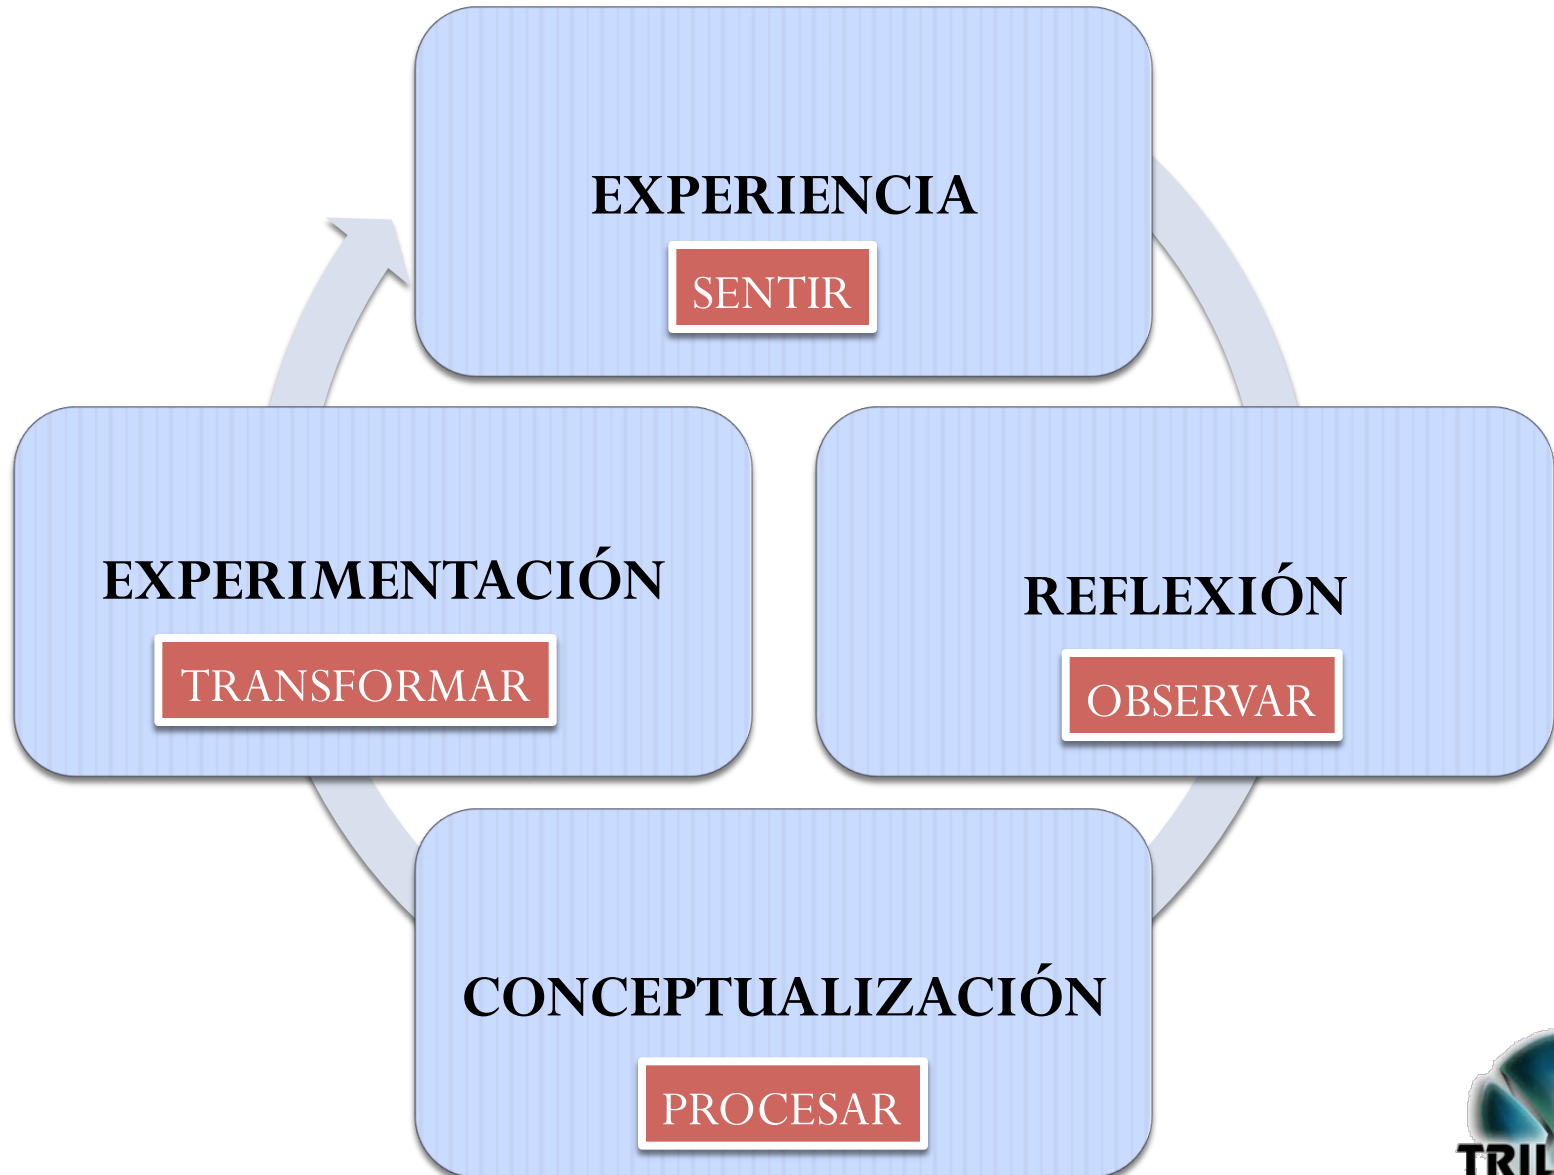 EXPERIENCIA
SENTIR
EXPERIMENTACIÓN
TRANSFORMAR
REFLEXIÓN
OBSERVAR
CONCEPTUALIZACIÓN
PROCESAR